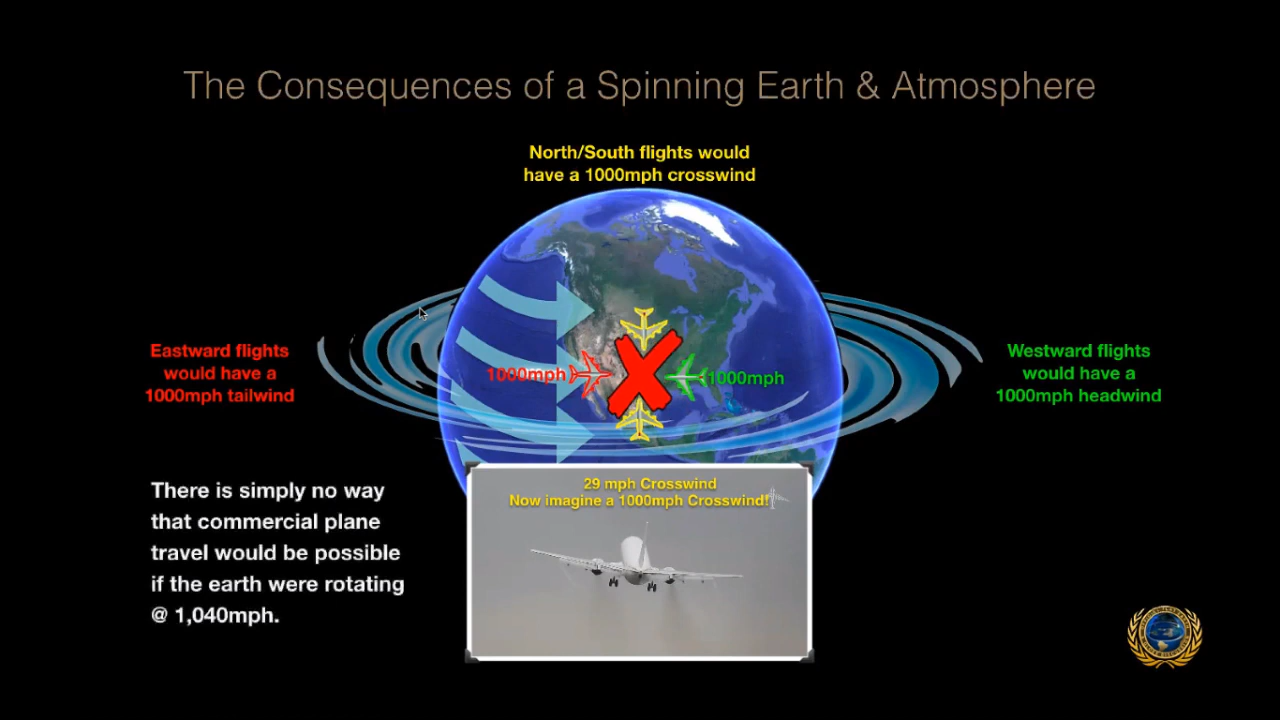 The Consequences of a Spinning Earth & Atmosphere
North/South flights would
have a 1000mph crosswind
Eastward flights
would have a
1000mph tailwind
1000mph
1000mph
Westward flights
would have a
1000mph headwind
There is simply no way
that commercial plane
travel would be possible
if the earth were rotating
@ 1,040mph.
29 mph Crosswind
Now imagine a 1000mph Crosswind!